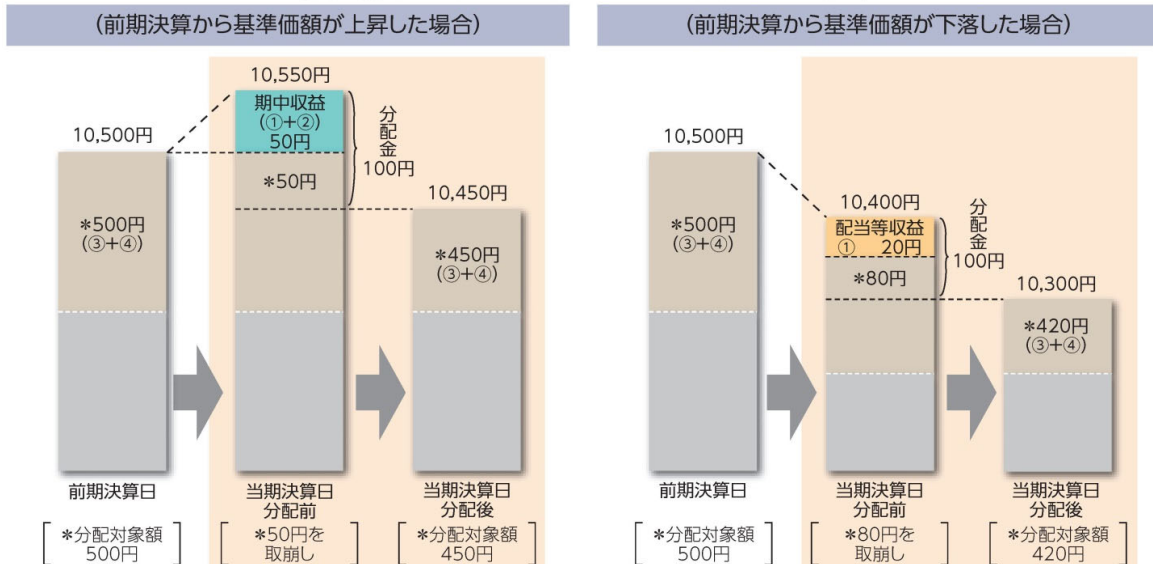 (前期決算から基準価額が上昇した場合)
10,500円
*500円
(③+④)
10,550円
期中収益
(①+②)
50円
*50円
分配金
100円
10,450円
*450円
(③+④)
前期決算日
当期決算日
分配前
当期決算日
分配後
*分配対象額
500円
*50円を
取崩し
*分配対象額
450円
(前期決算から基準価額が下落した場合)
10,500円
*500円
(③+④)
10,400円
配当等収益
① 20円
*80円
分配金
100円
10,300円
*420円
(③+④)
前期決算日
当期決算日
分配前
当期決算日
分配後
*分配対象額
500円
*80円を
取崩し
*分配対象額
420円